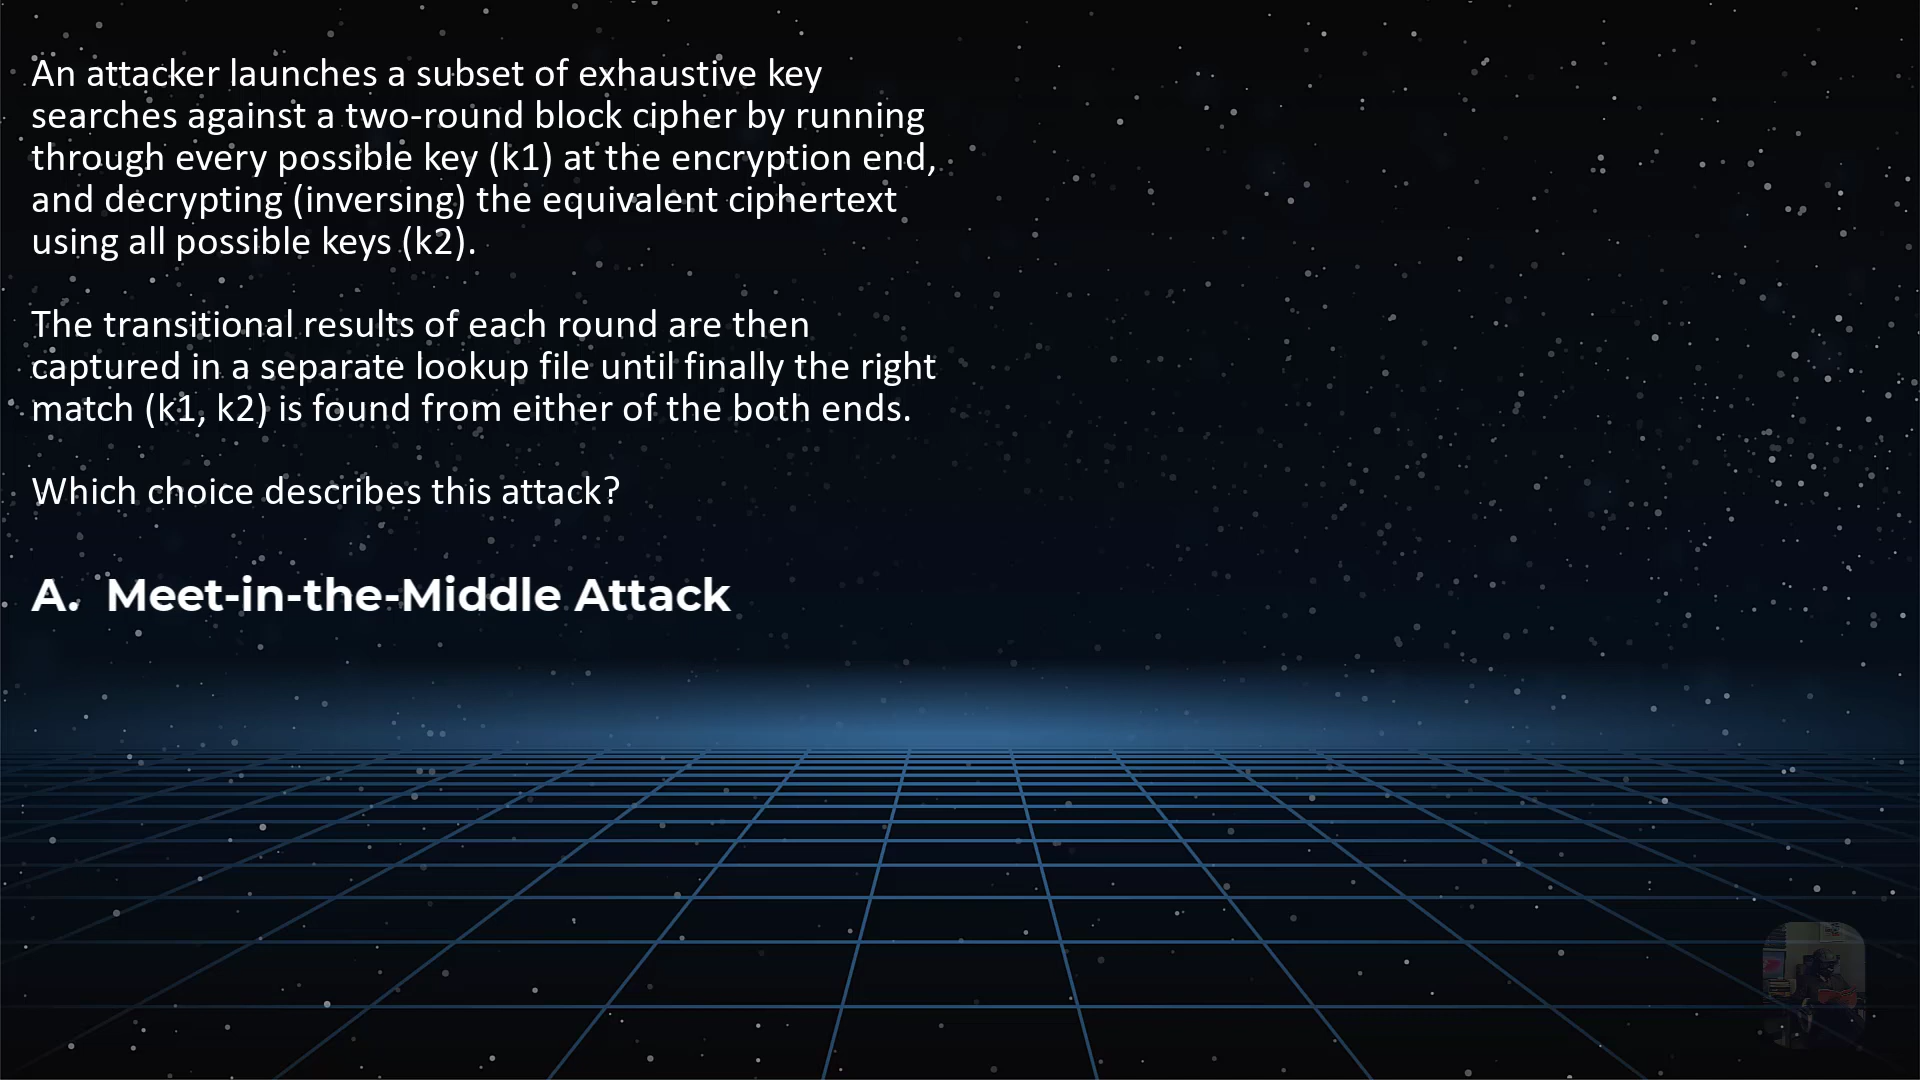 An attacker launches a subset of exhaustive key
searches against a two-round block cipher by running
through every possible key (k1) at the encryption end,
and decrypting (inversing) the equivalent ciphertext
using all possible keys (k2).
The transitional results of each round are then
captured in a separate lookup file until finally the right
match (k1, k2) is found from either of the both ends.
Which choice describes this attack?
A. Meet-in-the-Middle Attack